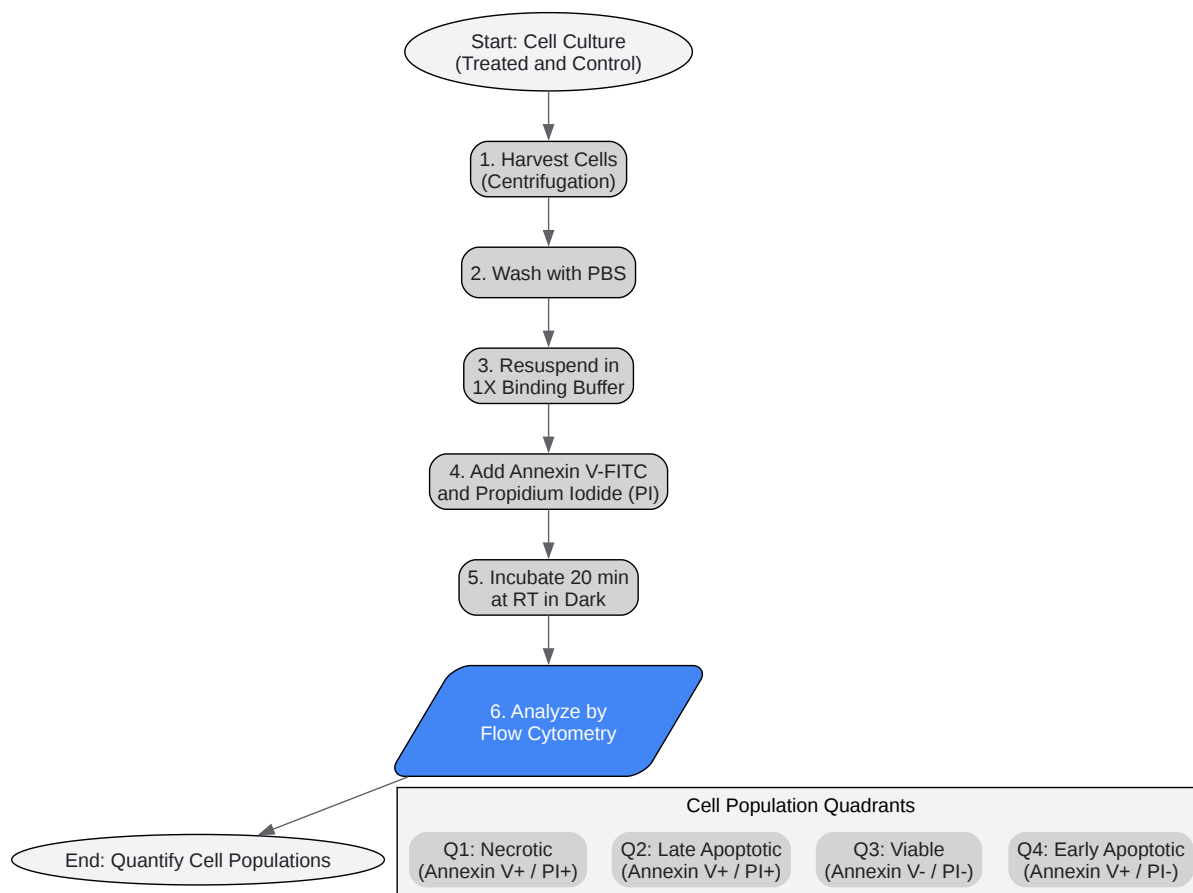 Start: Cell Culture
(Treated and Control)
1. Harvest Cells
(Centrifugation)
2. Wash with PBS
3. Resuspend in
1X Binding Buffer
4. Add Annexin V-FITC
and Propidium Iodide (PI)
5. Incubate 20 min
at RT in Dark
6. Analyze by
Flow Cytometry
End: Quantify Cell Populations
Cell Population Quadrants
Q1: Necrotic
(Annexin V+ / PI+)
Q2: Late Apoptotic
(Annexin V+ / PI+)
Q3: Viable
(Annexin V- / PI-)
Q4: Early Apoptotic
(Annexin V+ / PI-)